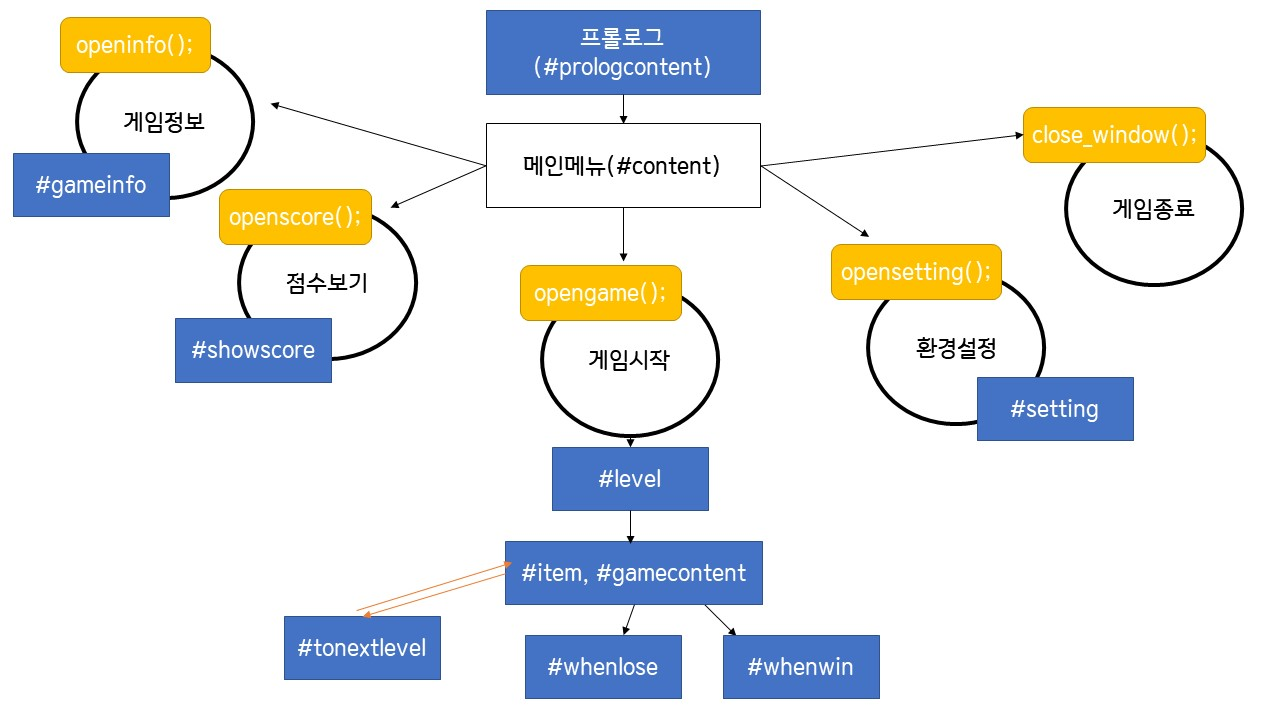 프롤로그
(#prologcontent)
메인메뉴(#content)
openinfo();
게임정보
#gameinfo
openscore();
점수보기
#showscore
opengame();
게임시작
opensetting();
환경설정
#setting
close_window();
게임종료
#level
#item, #gamecontent
#tonextlevel
#whenlose
#whenwin